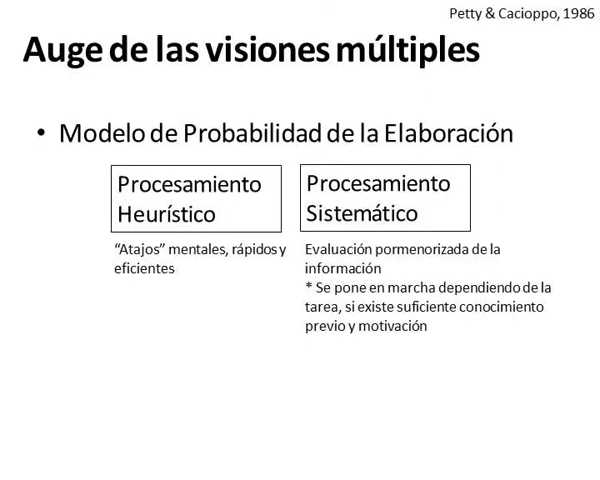 Petty & Cacioppo, 1986
Auge de las visiones múltiples
• Modelo de Probabilidad de la Elaboración
Procesamiento
Heurístico
Procesamiento
Sistemático
“Atajos” mentales, rápidos y
eficientes
Evaluación pormenorizada de la
información
* Se pone en marcha dependiendo de la
tarea, si existe suficiente conocimiento
previo y motivación